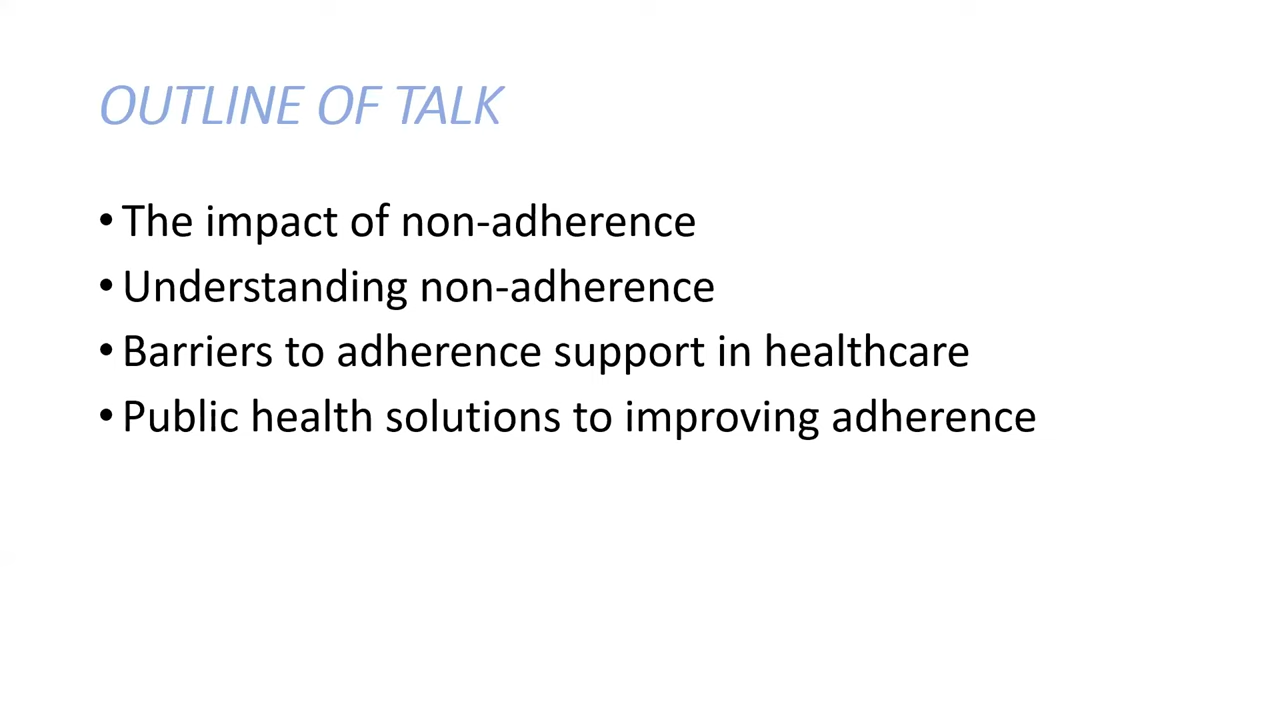 OUTLINE OF TALK
• The impact of non-adherence
• Understanding non-adherence
• Barriers to adherence support in healthcare
• Public health solutions to improving adherence